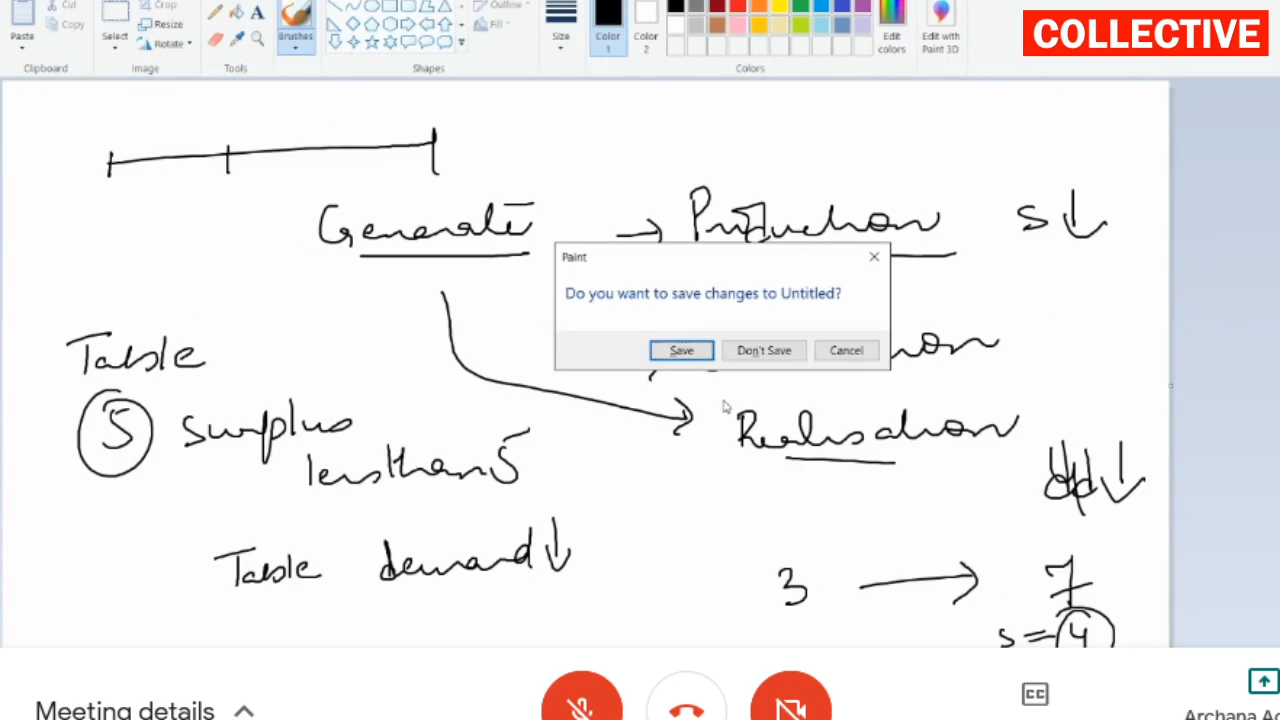 Cut
Crop
Copy
Resize
Outline
Fill
Paste
Select
Rotate
A
Brushes
Size
Color
1
Color
2
Edit
colors
Edit with
Paint 3D
Clipboard
Image
Tools
Shapes
Colors
COLLECTIVE
Generate → Production S↓
Paint
Do you want to save changes to Untitled?
Save
Don't Save
Cancel
Table
5 surplus
less than 5
Realisation
Table demand↓
3 → 7
s = 4
Meeting details
CC